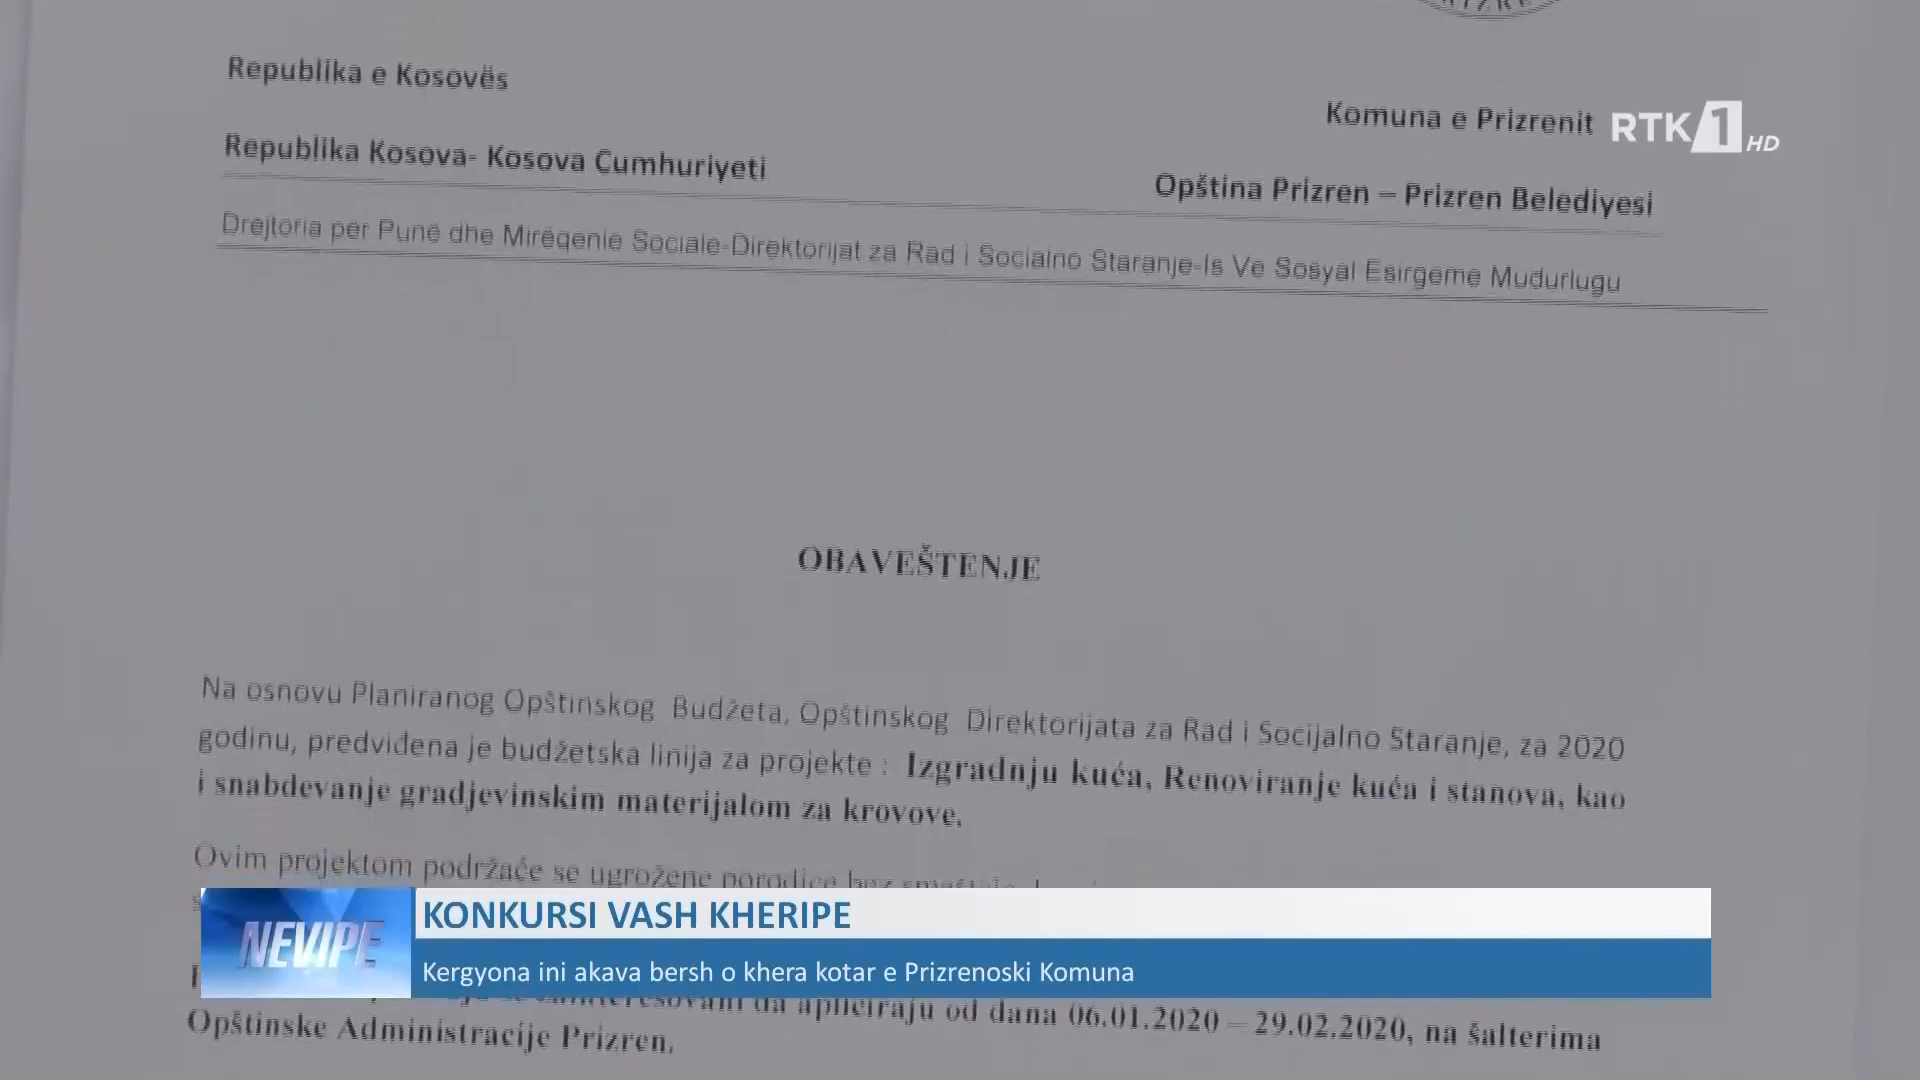 Republika e Kosovës
Komuna e Prizrenit
RTK 1 HD
Republika Kosova- Kosova Cumhuriyeti
Opština Prizren – Prizren Belediyesi
Drejtoria për Punë dhe Mirëqenie Sociale-Direktorijat za Rad i Socialno Staranje-Is Ve Sosyal Esirgeme Mudurlugu
OBAVEŠTENJE
Na osnovu Planiranog Opštinskog Budžeta, Opštinskog Direktorijata za Rad i Socijalno Staranje, za 2020
godinu, predviđena je budžetska linija za projekte : Izgradnju kuća, Renoviranje kuća i stanova, kao
i snabdevanje gradjevinskim materijalom za krovove.
Ovim projektom podržaće se ugrožene porodice bez
KONKURSI VASH KHERIPE
NEVIPE
Kergyona ini akava bersh o khera kotar e Prizrenoski Komuna
da apliciraju od dana 06.01.2020 – 29.02.2020, na šalterima
Opštinske Administracije Prizren.